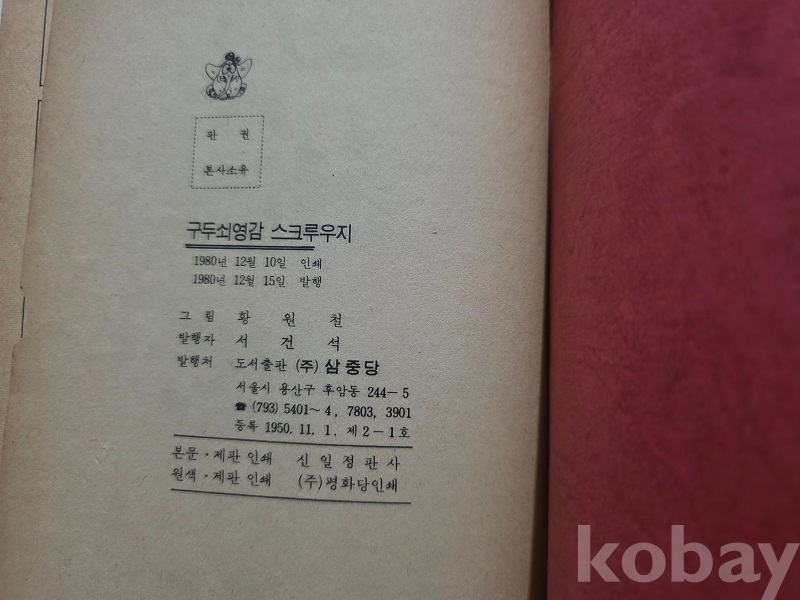 판 권
본사소유
구두쇠영감 스크루우지
1980년 12월 10일 인쇄
1980년 12월 15일 발행
그 림 황 원 철
발행자 서 건 석
발행처 도서출판 (주) 삼중당
서울시 용산구 후암동 244-5
☎ (793) 5401~4, 7803, 3901
등록 1950. 11. 1. 제 2-1 호
본문·제판 인쇄 신 일 정 판 사
원색·제판 인쇄 (주)평화당인쇄
kobay